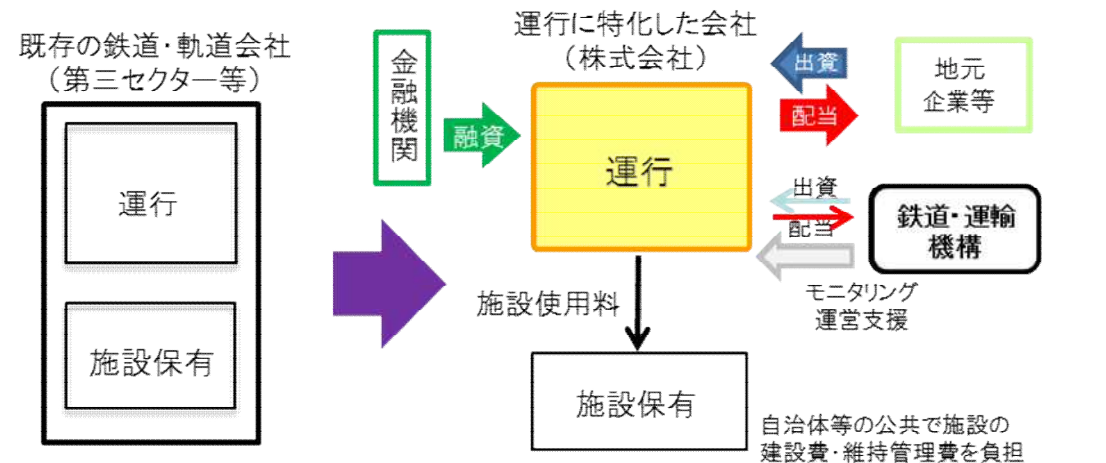 既存の鉄道・軌道会社
（第三セクター等）
運行
施設保有
金融機関
融資
運行に特化した会社
（株式会社）
運行
施設使用料
施設保有
出資
配当
地元
企業等
出資
配当
鉄道・運輸
機構
モニタリング
運営支援
自治体等の公共で施設の
建設費・維持管理費を負担